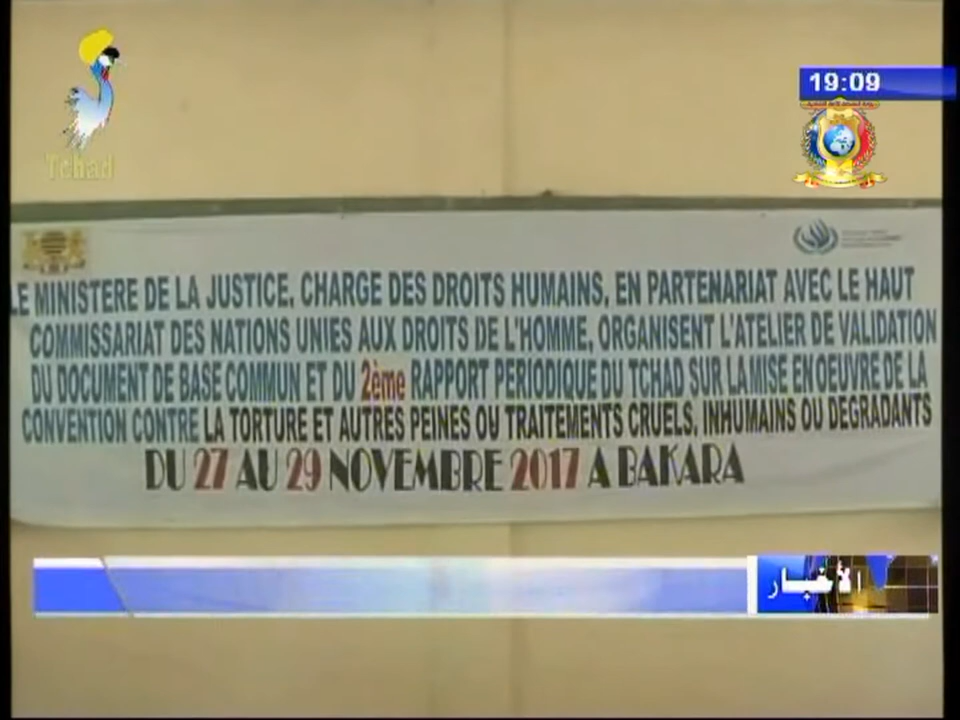 Tchad
19:09
LE MINISTERE DE LA JUSTICE, CHARGE DES DROITS HUMAINS, EN PARTENARIAT AVEC LE HAUT
COMMISSARIAT DES NATIONS UNIES AUX DROITS DE L'HOMME, ORGANISENT L'ATELIER DE VALIDATION
DU DOCUMENT DE BASE COMMUN ET DU 2ème RAPPORT PERIODIQUE DU TCHAD SUR LA MISE EN OEUVRE DE LA
CONVENTION CONTRE LA TORTURE ET AUTRES PEINES OU TRAITEMENTS CRUELS, INHUMAINS OU DEGRADANTS
DU 27 AU 29 NOVEMBRE 2017 A BAKARA
الأخبار